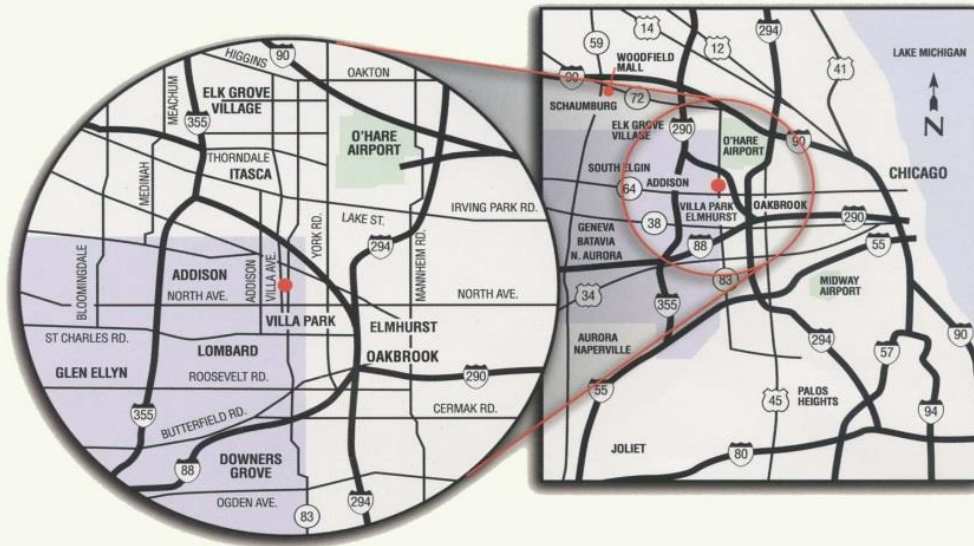 90
HIGGINS
OAKTON
MEACHUM
ELK GROVE
VILLAGE
355
O'HARE
AIRPORT
THORNDALE
ITASCA
MEDINAH
LAKE ST.
IRVING PARK RD.
YORK RD.
294
MANNHEIM RD.
BLOOMINGDALE
ADDISON
ADDISON
VILLA AVE.
NORTH AVE.
NORTH AVE.
VILLA PARK
ELMHURST
ST CHARLES RD.
LOMBARD
OAKBROOK
GLEN ELLYN
ROOSEVELT RD.
290
355
BUTTERFIELD RD.
CERMAK RD.
88
DOWNERS
GROVE
294
OGDEN AVE.
83
14
294
59
12
WOODFIELD
MALL
41
LAKE MICHIGAN
90
72
SCHAUMBURG
N
ELK GROVE
VILLAGE
290
O'HARE
AIRPORT
90
SOUTH ELGIN
CHICAGO
64
ADDISON
VILLA PARK
OAKBROOK
ELMHURST
38
290
GENEVA
BATAVIA
N. AURORA
88
55
83
34
MIDWAY
AIRPORT
355
AURORA
NAPERVILLE
294
90
57
55
45
PALOS
HEIGHTS
94
JOLIET
80